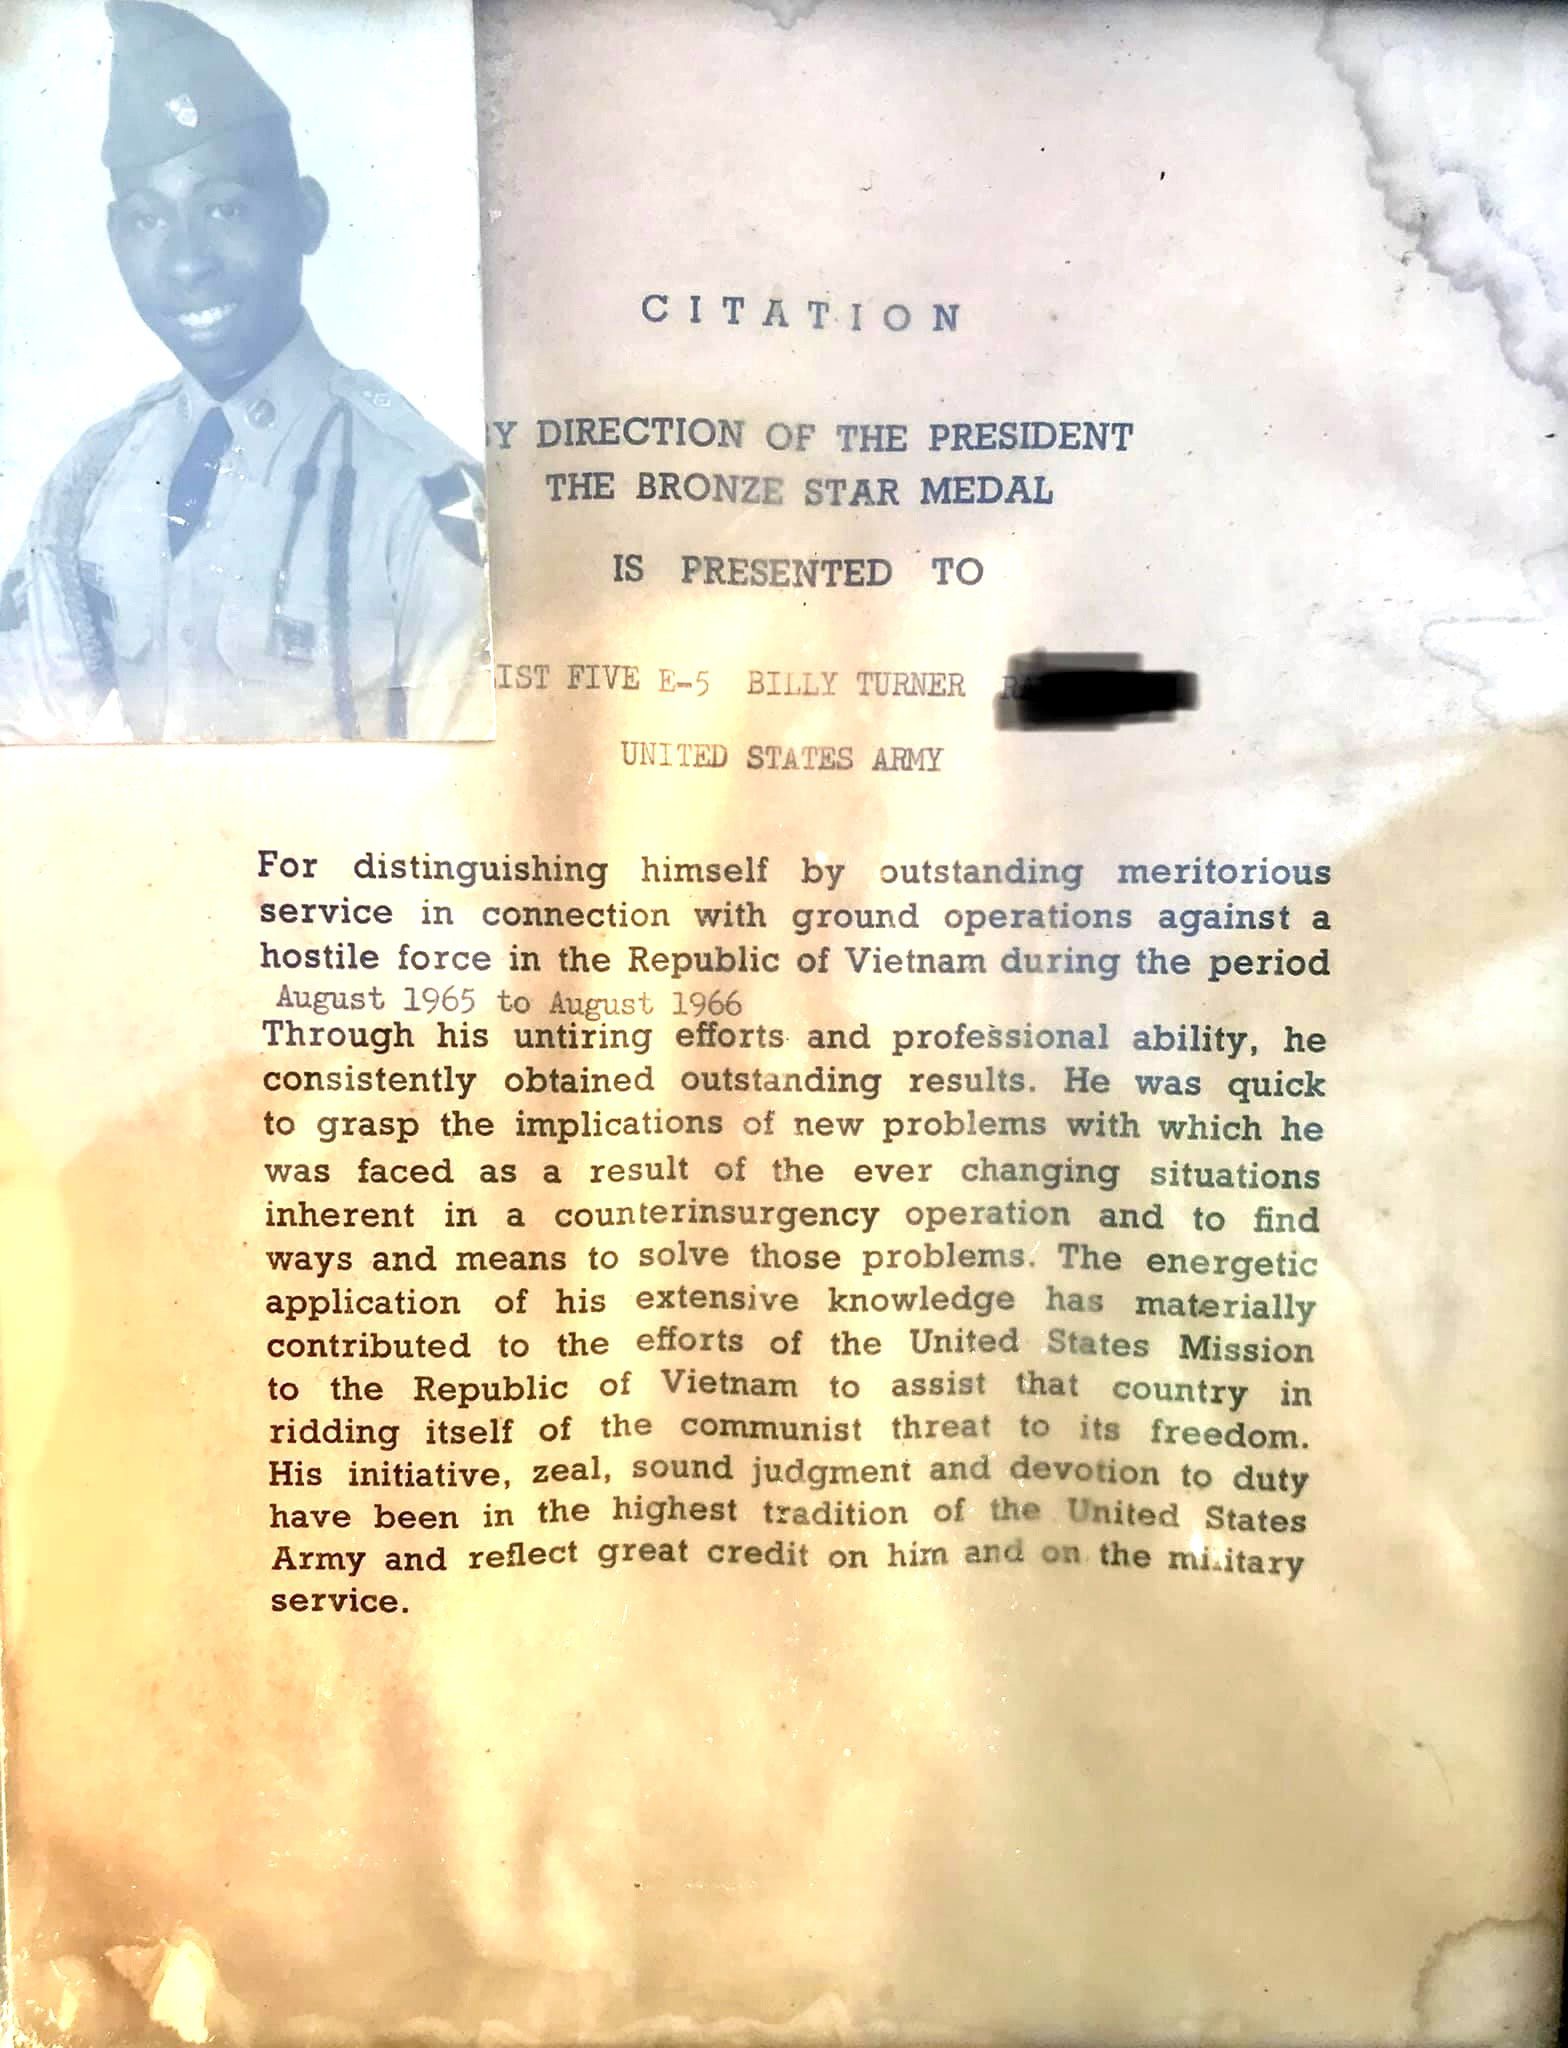 CITATION
Y DIRECTION OF THE PRESIDENT
THE BRONZE STAR MEDAL
IS PRESENTED TO
IST FIVE E-5 BILLY TURNER
UNITED STATES ARMY
For distinguishing himself by outstanding meritorious
service in connection with ground operations against a
hostile force in the Republic of Vietnam during the period
August 1965 to August 1966
Through his untiring efforts and professional ability, he
consistently obtained outstanding results. He was quick
to grasp the implications of new problems with which he
was faced as a result of the ever changing situations
inherent in a counterinsurgency operation and to find
ways and means to solve those problems. The energetic
application of his extensive knowledge has materially
contributed to the efforts of the United States Mission
to the Republic of Vietnam to assist that country in
ridding itself of the communist threat to its freedom.
His initiative, zeal, sound judgment and devotion to duty
have been in the highest tradition of the United States
Army and reflect great credit on him and on the military
service.